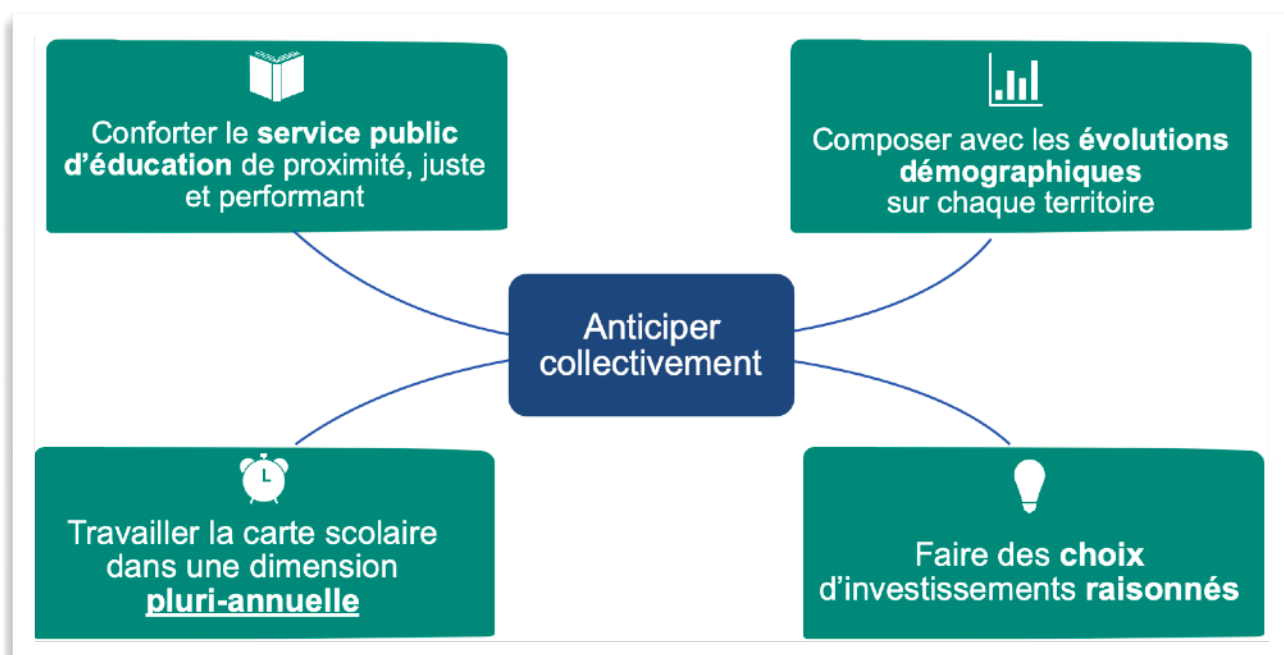 Conforter le service public
d'éducation de proximité, juste
et performant
Composer avec les évolutions
démographiques
sur chaque territoire
Anticiper
collectivement
Travailler la carte scolaire
dans une dimension
pluri-annuelle
Faire des choix
d'investissements raisonnés